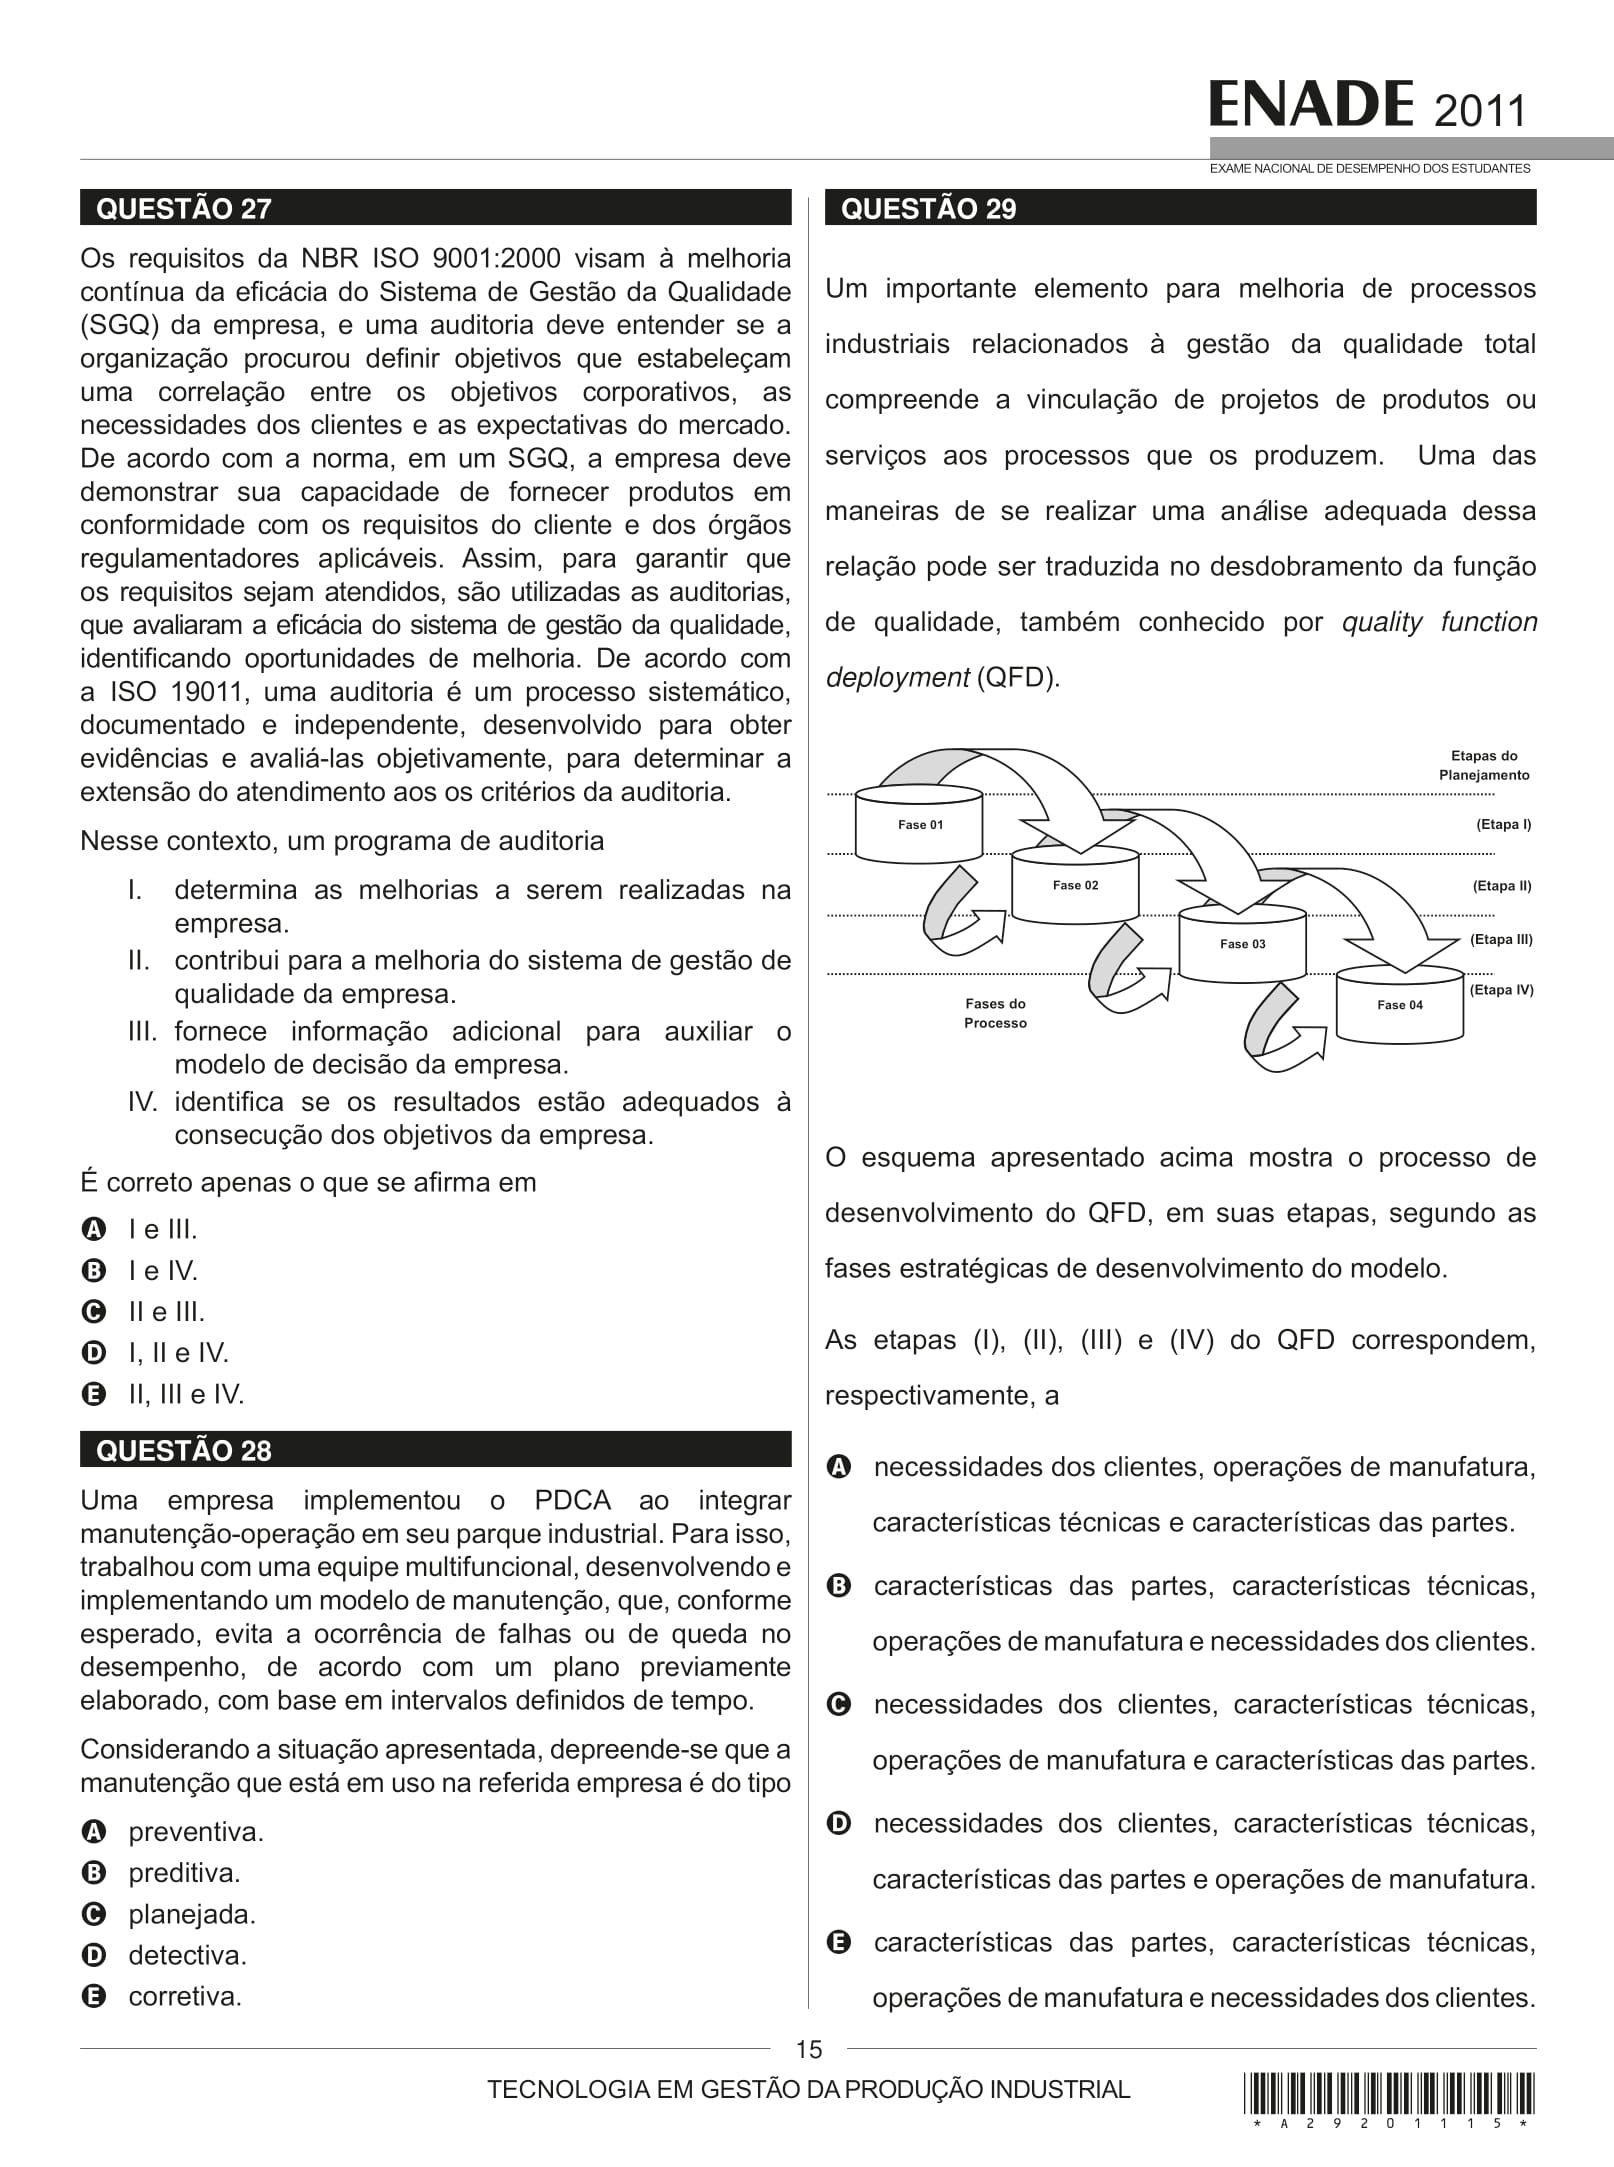 ENADE 2011
EXAME NACIONAL DE DESEMPENHO DOS ESTUDANTES
QUESTÃO 27
Os requisitos da NBR ISO 9001:2000 visam à melhoria
contínua da eficácia do Sistema de Gestão da Qualidade
(SGQ) da empresa, e uma auditoria deve entender se a
organização procurou definir objetivos que estabeleçam
uma correlação entre os objetivos corporativos, as
necessidades dos clientes e as expectativas do mercado.
De acordo com a norma, em um SGQ, a empresa deve
demonstrar sua capacidade de fornecer produtos em
conformidade com os requisitos do cliente e dos órgãos
regulamentadores aplicáveis. Assim, para garantir que
os requisitos sejam atendidos, são utilizadas as auditorias,
que avaliaram a eficácia do sistema de gestão da qualidade,
identificando oportunidades de melhoria. De acordo com
a ISO 19011, uma auditoria é um processo sistemático,
documentado e independente, desenvolvido para obter
evidências e avaliá-las objetivamente, para determinar a
extensão do atendimento aos os critérios da auditoria.
Nesse contexto, um programa de auditoria
I. determina as melhorias a serem realizadas na
empresa.
II. contribui para a melhoria do sistema de gestão de
qualidade da empresa.
III. fornece informação adicional para auxiliar o
modelo de decisão da empresa.
IV. identifica se os resultados estão adequados à
consecução dos objetivos da empresa.
É correto apenas o que se afirma em
A I e III.
B I e IV.
C II e III.
D I, II e IV.
E II, III e IV.
QUESTÃO 28
Uma empresa implementou o PDCA ao integrar
manutenção-operação em seu parque industrial. Para isso,
trabalhou com uma equipe multifuncional, desenvolvendo e
implementando um modelo de manutenção, que, conforme
esperado, evita a ocorrência de falhas ou de queda no
desempenho, de acordo com um plano previamente
elaborado, com base em intervalos definidos de tempo.
Considerando a situação apresentada, depreende-se que a
manutenção que está em uso na referida empresa é do tipo
A preventiva.
B preditiva.
C planejada.
D detectiva.
E corretiva.
QUESTÃO 29
Um importante elemento para melhoria de processos
industriais relacionados à gestão da qualidade total
compreende a vinculação de projetos de produtos ou
serviços aos processos que os produzem. Uma das
maneiras de se realizar uma análise adequada dessa
relação pode ser traduzida no desdobramento da função
de qualidade, também conhecido por quality function
deployment (QFD).
Etapas do
Planejamento
Fase 01
(Etapa I)
Fase 02
(Etapa II)
Fase 03
(Etapa III)
Fase 04
(Etapa IV)
Fases do
Processo
O esquema apresentado acima mostra o processo de
desenvolvimento do QFD, em suas etapas, segundo as
fases estratégicas de desenvolvimento do modelo.
As etapas (I), (II), (III) e (IV) do QFD correspondem,
respectivamente, a
A necessidades dos clientes, operações de manufatura,
características técnicas e características das partes.
B características das partes, características técnicas,
operações de manufatura e necessidades dos clientes.
C necessidades dos clientes, características técnicas,
operações de manufatura e características das partes.
D necessidades dos clientes, características técnicas,
características das partes e operações de manufatura.
E características das partes, características técnicas,
operações de manufatura e necessidades dos clientes.
15
TECNOLOGIA EM GESTÃO DA PRODUÇÃO INDUSTRIAL
* A 2 9 2 0 1 1 1 5 *